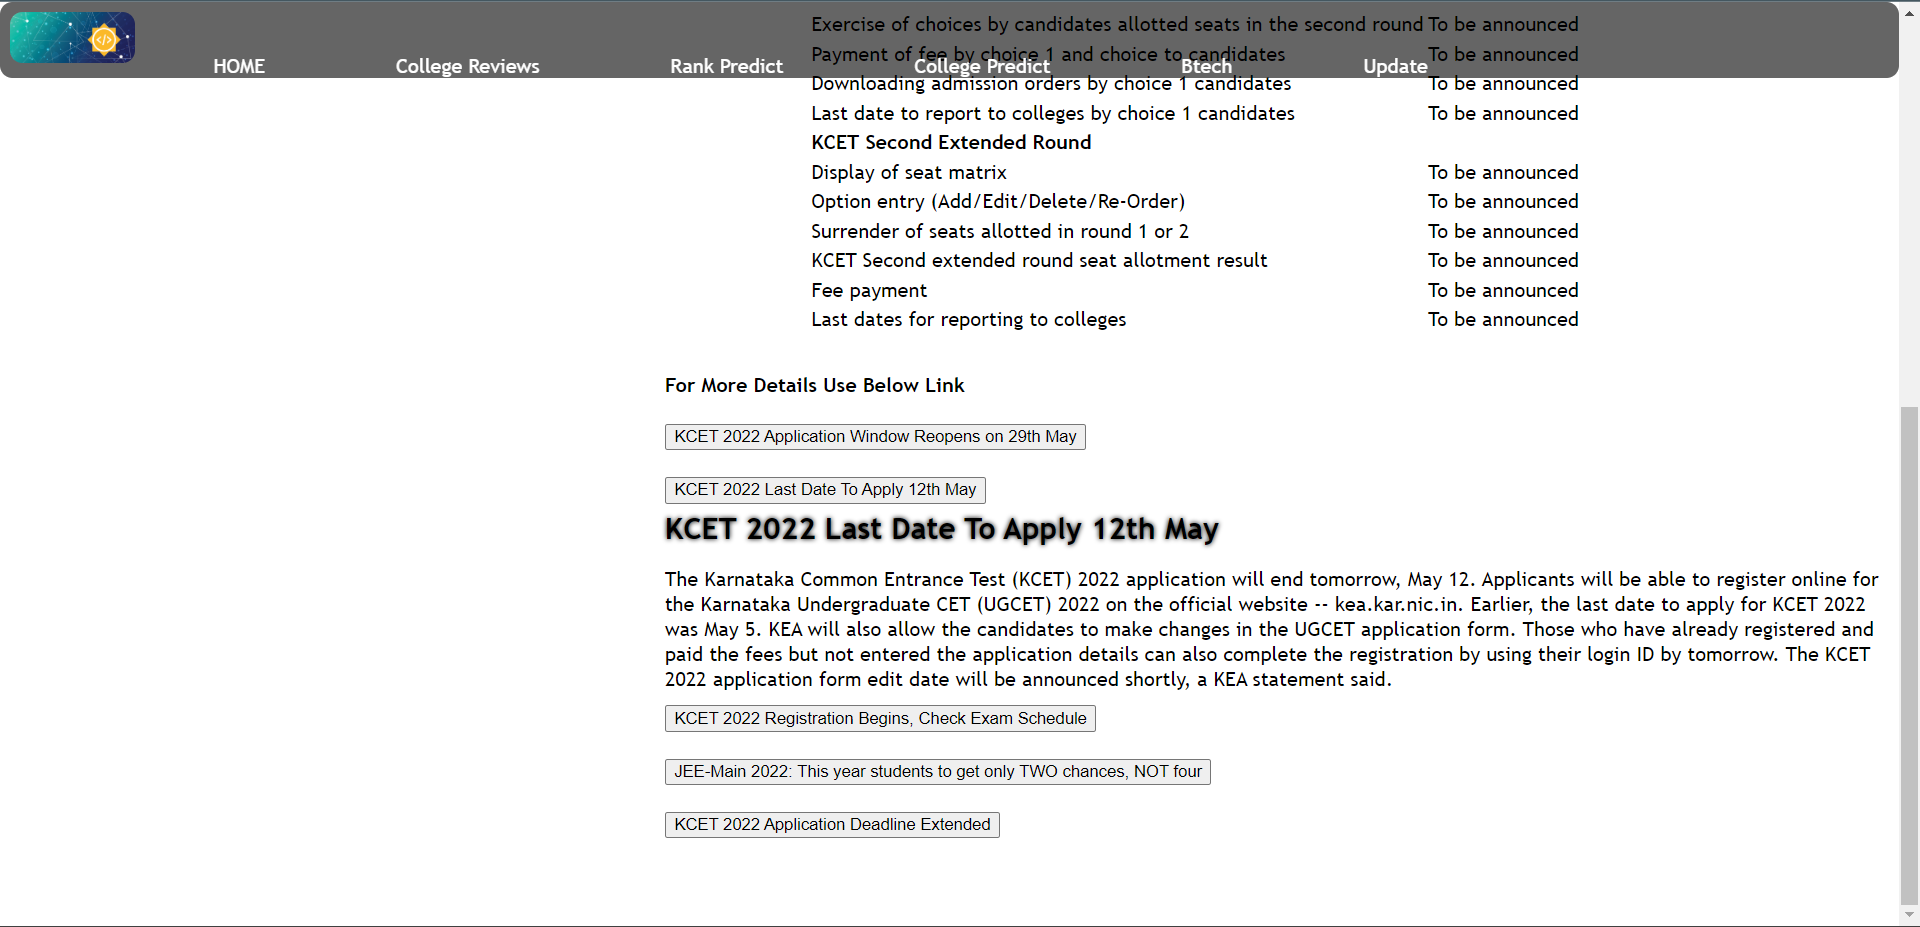 Exercise of choices by candidates allotted seats in the second round To be announced
Payment of fee by choice 1 and choice to candidates To be announced
HOME College Reviews Rank Predict College Predict Btech Update
Downloading admission orders by choice 1 candidates To be announced
Last date to report to colleges by choice 1 candidates To be announced
KCET Second Extended Round
Display of seat matrix To be announced
Option entry (Add/Edit/Delete/Re-Order) To be announced
Surrender of seats allotted in round 1 or 2 To be announced
KCET Second extended round seat allotment result To be announced
Fee payment To be announced
Last dates for reporting to colleges To be announced
For More Details Use Below Link
KCET 2022 Application Window Reopens on 29th May
KCET 2022 Last Date To Apply 12th May
KCET 2022 Last Date To Apply 12th May
The Karnataka Common Entrance Test (KCET) 2022 application will end tomorrow, May 12. Applicants will be able to register online for
the Karnataka Undergraduate CET (UGCET) 2022 on the official website -- kea.kar.nic.in. Earlier, the last date to apply for KCET 2022
was May 5. KEA will also allow the candidates to make changes in the UGCET application form. Those who have already registered and
paid the fees but not entered the application details can also complete the registration by using their login ID by tomorrow. The KCET
2022 application form edit date will be announced shortly, a KEA statement said.
KCET 2022 Registration Begins, Check Exam Schedule
JEE-Main 2022: This year students to get only TWO chances, NOT four
KCET 2022 Application Deadline Extended